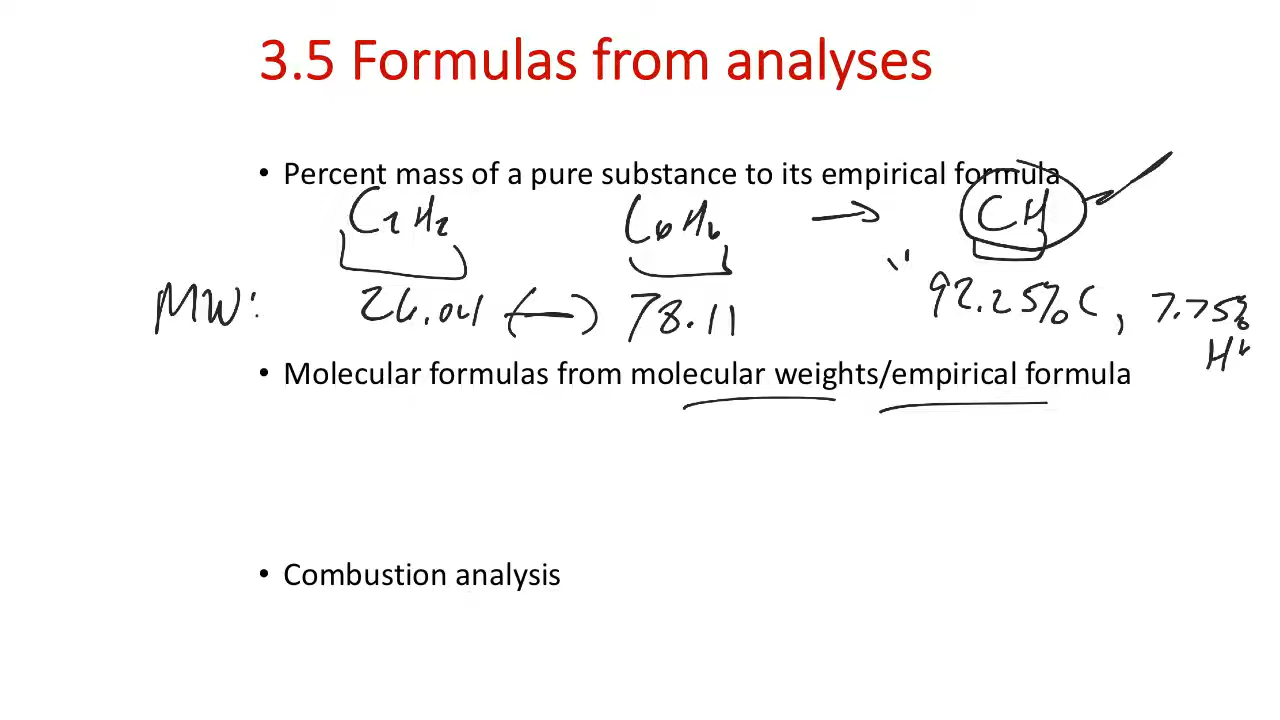 3.5 Formulas from analyses
• Percent mass of a pure substance to its empirical formula
C2H2 C6H6 → CH
MW: 26.04 (—) 78.11 92.25% C, 7.75%
H
• Molecular formulas from molecular weights/empirical formula
• Combustion analysis